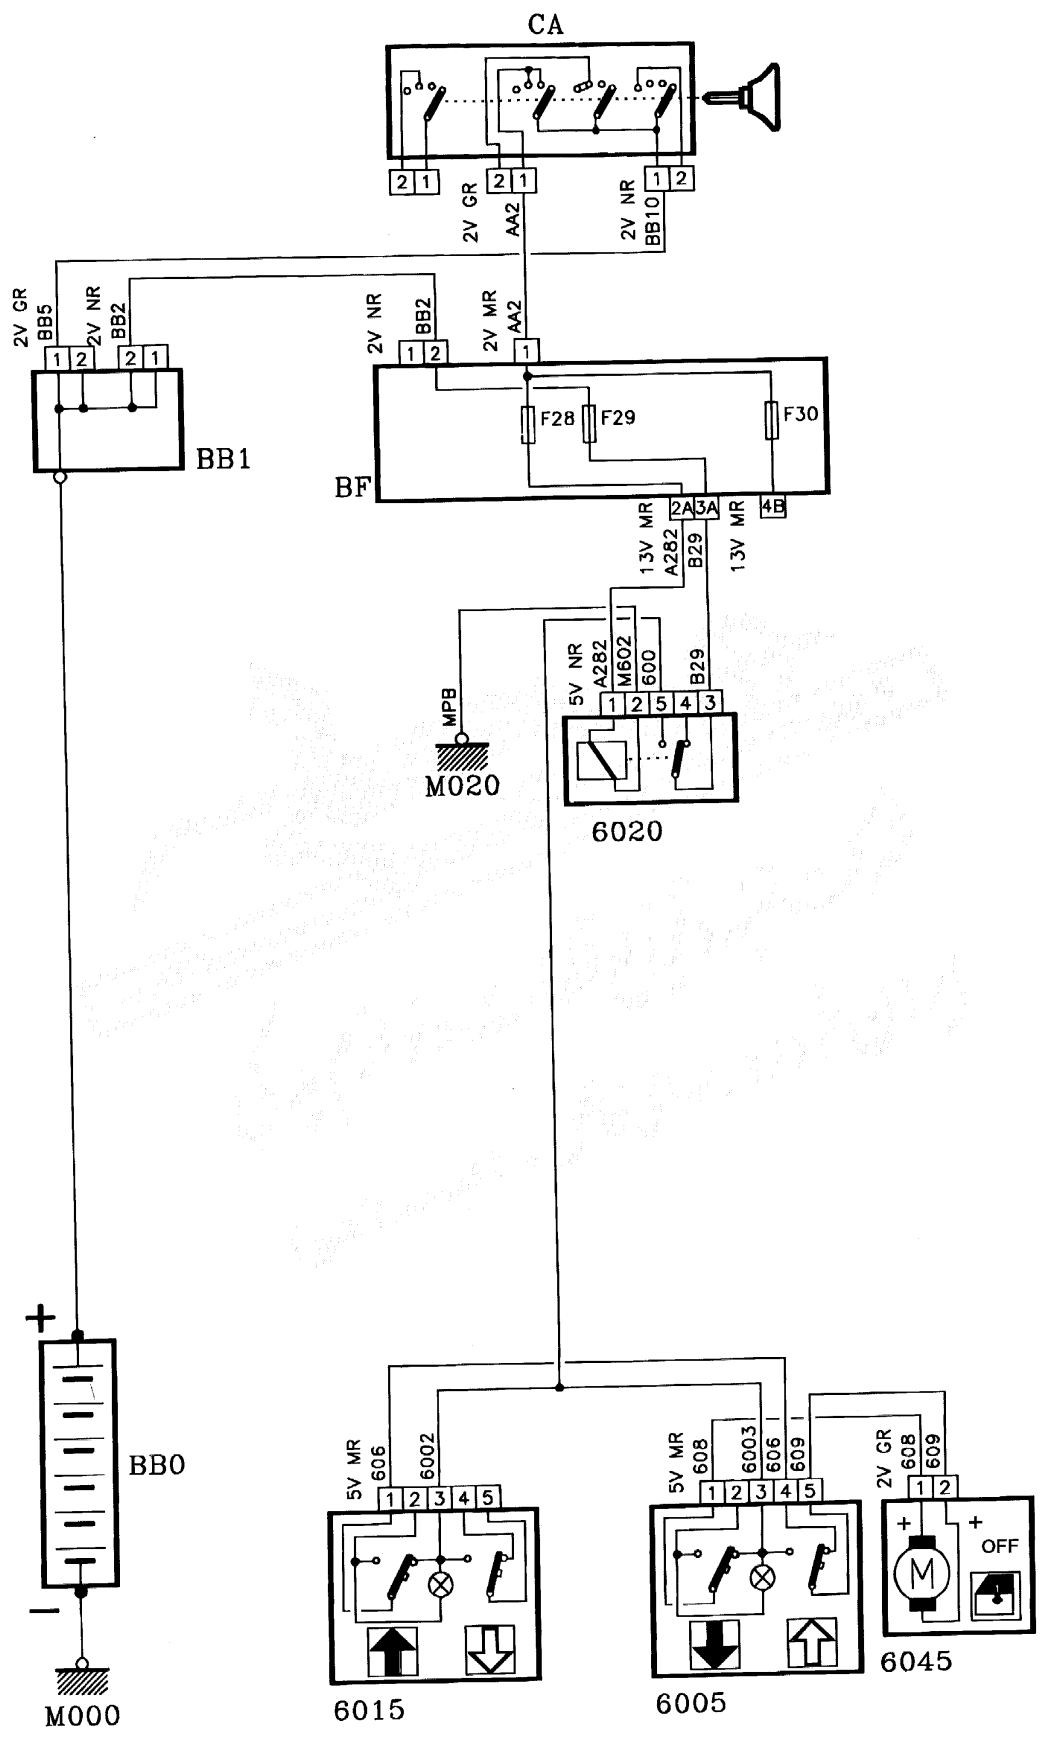 CA
2 1
2 1
1 2
2V GR
AA2
2V NR
BB10
2V GR
BB5
2V NR
BB2
2V NR
BB2
2V MR
AA2
1 2
2 1
1 2
1
F28
F29
F30
BB1
BF
2A 3A
4B
13V MR
A282
B29
13V MR
5V NR
A282
M602
600
B29
MPB
1 2 5 4 3
M020
6020
+
BB0
−
M000
5V MR
606
6002
1 2 3 4 5
6015
5V MR
608
6003
606
609
1 2 3 4 5
6005
2V GR
608
609
1 2
+ +
OFF
M
1
6045